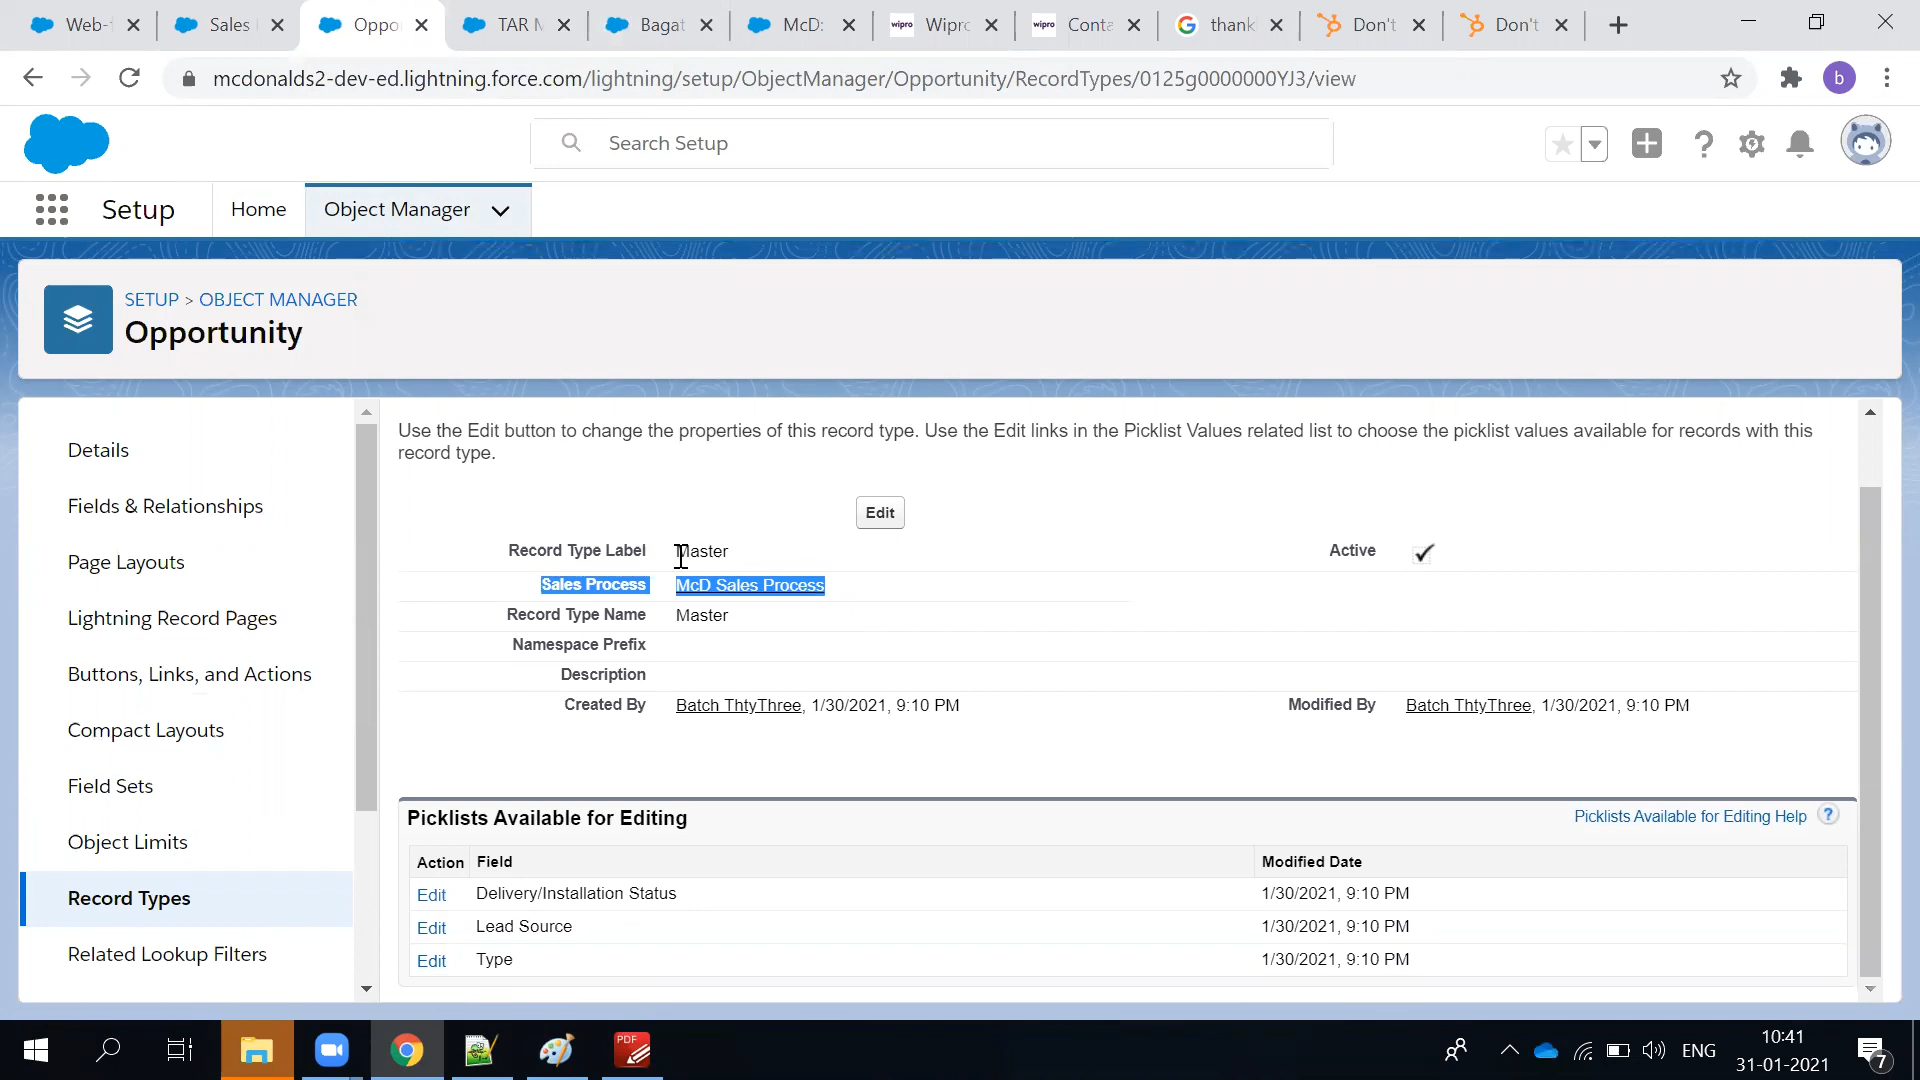 Web-
Sales
Oppo
TAR M
Bagat
McD:
wipro
Wipro
wipro
Conta
thank
Don't
Don't
mcdonalds2-dev-ed.lightning.force.com/lightning/setup/ObjectManager/Opportunity/RecordTypes/0125g0000000YJ3/view
b
Search Setup
Setup
Home
Object Manager
SETUP > OBJECT MANAGER
Opportunity
Details
Fields & Relationships
Page Layouts
Lightning Record Pages
Buttons, Links, and Actions
Compact Layouts
Field Sets
Object Limits
Record Types
Related Lookup Filters
Use the Edit button to change the properties of this record type. Use the Edit links in the Picklist Values related list to choose the picklist values available for records with this
record type.
Edit
Record Type Label Master Active
Sales Process McD Sales Process
Record Type Name Master
Namespace Prefix
Description
Created By Batch ThtyThree, 1/30/2021, 9:10 PM Modified By Batch ThtyThree, 1/30/2021, 9:10 PM
Picklists Available for Editing Picklists Available for Editing Help ?
Action Field Modified Date
Edit Delivery/Installation Status 1/30/2021, 9:10 PM
Edit Lead Source 1/30/2021, 9:10 PM
Edit Type 1/30/2021, 9:10 PM
PDF
ENG
10:41
31-01-2021
7